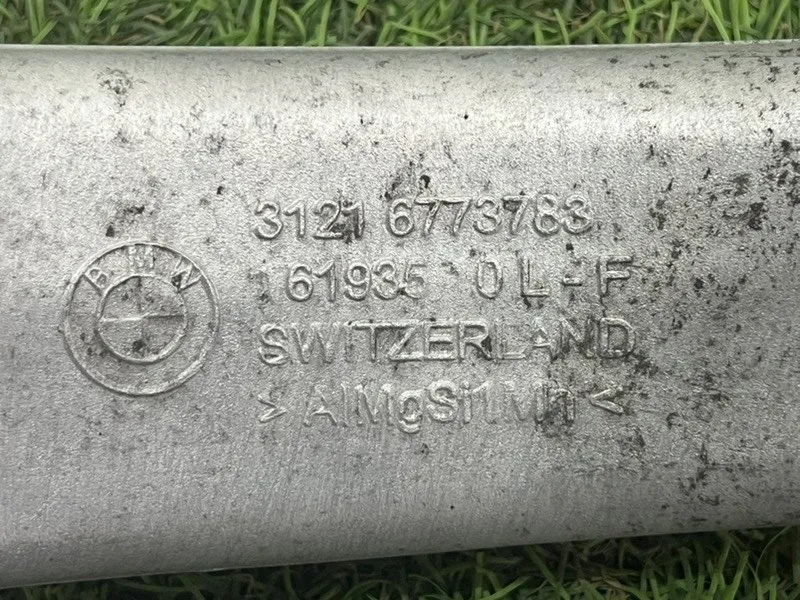 BMW
3121 6773783
161935 0 L - F
SWITZERLAND
> AlMgSi1Mn <